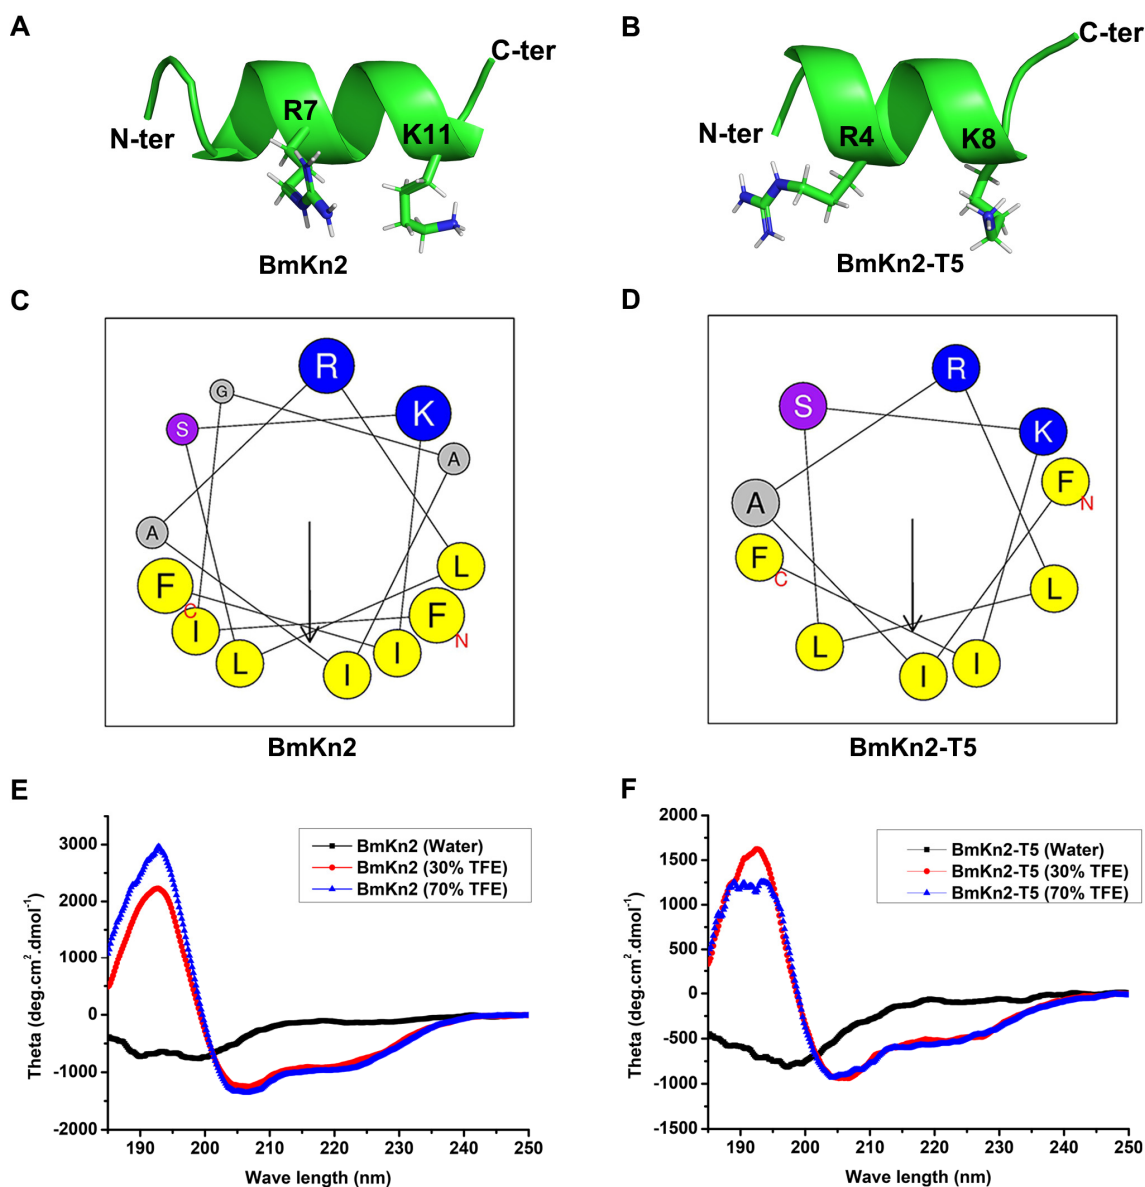 A
N-ter
R7
K11
C-ter
BmKn2
B
N-ter
R4
K8
C-ter
BmKn2-T5
C
R
G
K
S
A
A
L
F
C
F
N
I
L
I
I
BmKn2
D
R
S
K
F
N
A
F
C
L
L
I
I
BmKn2-T5
E
BmKn2 (Water)
BmKn2 (30% TFE)
BmKn2 (70% TFE)
3000
2000
1000
0
-1000
-2000
Theta (deg.cm².dmol⁻¹)
190 200 210 220 230 240 250
Wave length (nm)
F
BmKn2-T5 (Water)
BmKn2-T5 (30% TFE)
BmKn2-T5 (70% TFE)
2000
1500
1000
500
0
-500
-1000
-1500
Theta (deg.cm².dmol⁻¹)
190 200 210 220 230 240 250
Wave length (nm)